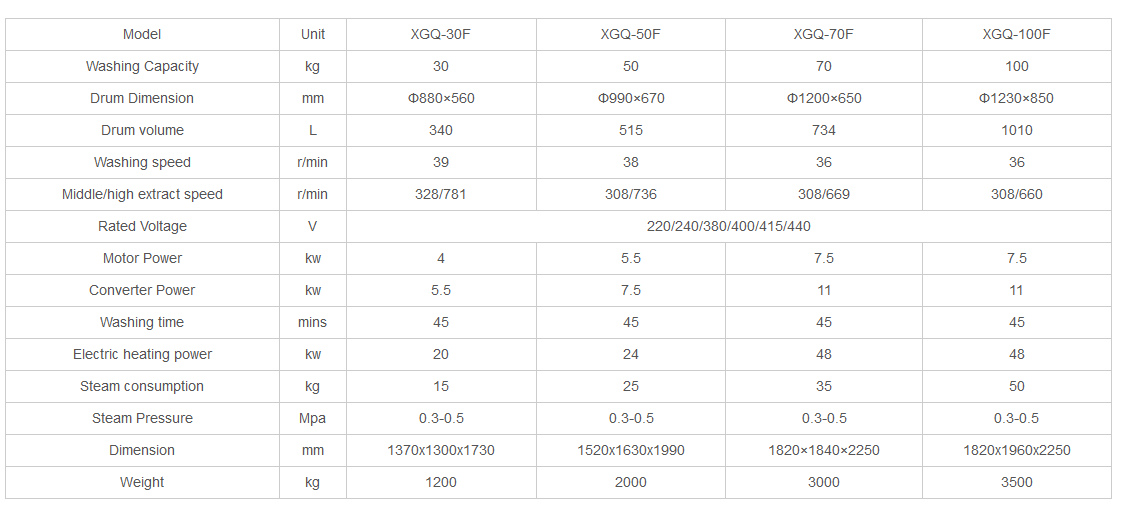 Model Unit XGQ-30F XGQ-50F XGQ-70F XGQ-100F
Washing Capacity kg 30 50 70 100
Drum Dimension mm Φ880×560 Φ990×670 Φ1200×650 Φ1230×850
Drum volume L 340 515 734 1010
Washing speed r/min 39 38 36 36
Middle/high extract speed r/min 328/781 308/736 308/669 308/660
Rated Voltage V 220/240/380/400/415/440
Motor Power kw 4 5.5 7.5 7.5
Converter Power kw 5.5 7.5 11 11
Washing time mins 45 45 45 45
Electric heating power kw 20 24 48 48
Steam consumption kg 15 25 35 50
Steam Pressure Mpa 0.3-0.5 0.3-0.5 0.3-0.5 0.3-0.5
Dimension mm 1370x1300x1730 1520x1630x1990 1820×1840×2250 1820x1960x2250
Weight kg 1200 2000 3000 3500